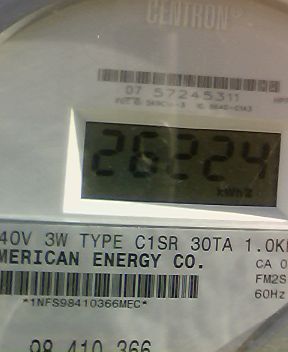 CENTRON®
07 57245311
26224
kWh
40V 3W TYPE C1SR 30TA 1.0K
MERICAN ENERGY CO.
CA 0
FM2S
60Hz
*1NFS98410366MEC*
98 410 366